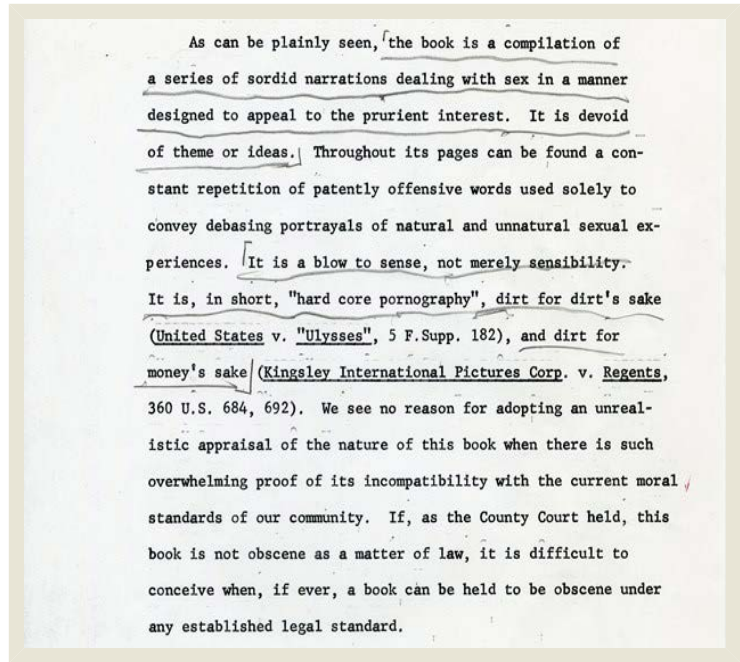 As can be plainly seen, the book is a compilation of
a series of sordid narrations dealing with sex in a manner
designed to appeal to the prurient interest. It is devoid
of theme or ideas. Throughout its pages can be found a con-
stant repetition of patently offensive words used solely to
convey debasing portrayals of natural and unnatural sexual ex-
periences. It is a blow to sense, not merely sensibility.
It is, in short, "hard core pornography", dirt for dirt's sake
(United States v. "Ulysses", 5 F.Supp. 182), and dirt for
money's sake (Kingsley International Pictures Corp. v. Regents,
360 U.S. 684, 692). We see no reason for adopting an unreal-
istic appraisal of the nature of this book when there is such
overwhelming proof of its incompatibility with the current moral
standards of our community. If, as the County Court held, this
book is not obscene as a matter of law, it is difficult to
conceive when, if ever, a book can be held to be obscene under
any established legal standard.